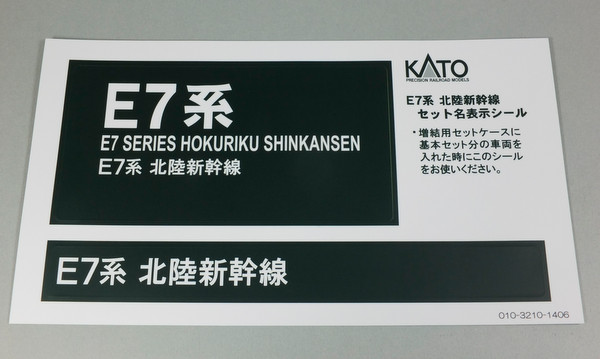 E7系
E7 SERIES HOKURIKU SHINKANSEN
E7系 北陸新幹線
KATO
PRECISION RAILROAD MODELS
E7系 北陸新幹線
セット名表示シール
・増結用セットケースに
基本セット分の車両を
入れた時にこのシール
をお使いください。
E7系 北陸新幹線
010-3210-1406